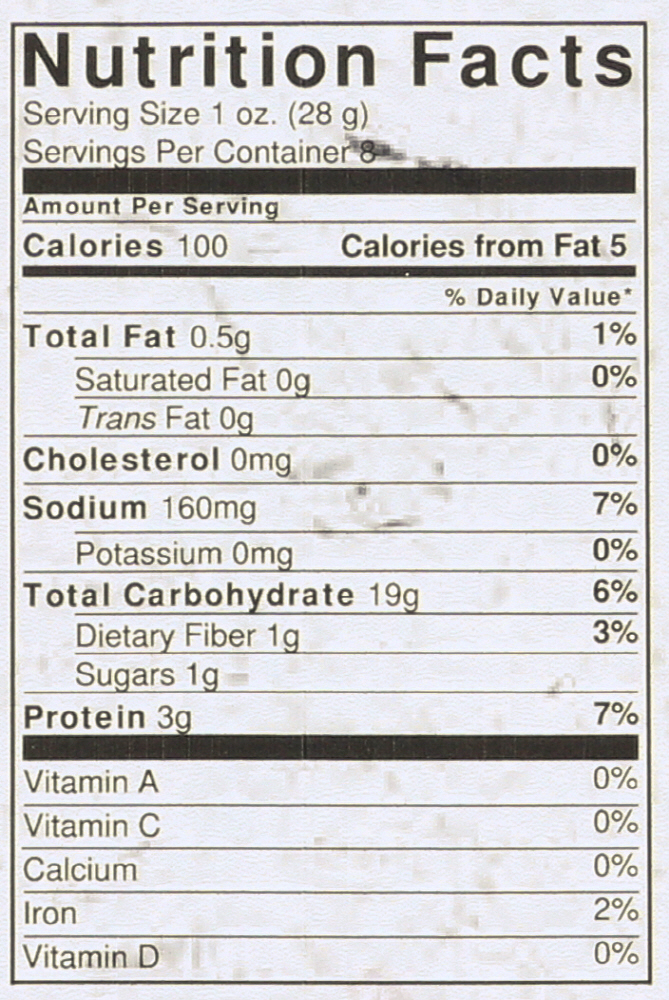 Nutrition Facts
Serving Size 1 oz. (28 g)
Servings Per Container 8
Amount Per Serving
Calories 100 Calories from Fat 5
% Daily Value*
Total Fat 0.5g 1%
Saturated Fat 0g 0%
Trans Fat 0g
Cholesterol 0mg 0%
Sodium 160mg 7%
Potassium 0mg 0%
Total Carbohydrate 19g 6%
Dietary Fiber 1g 3%
Sugars 1g
Protein 3g 7%
Vitamin A 0%
Vitamin C 0%
Calcium 0%
Iron 2%
Vitamin D 0%